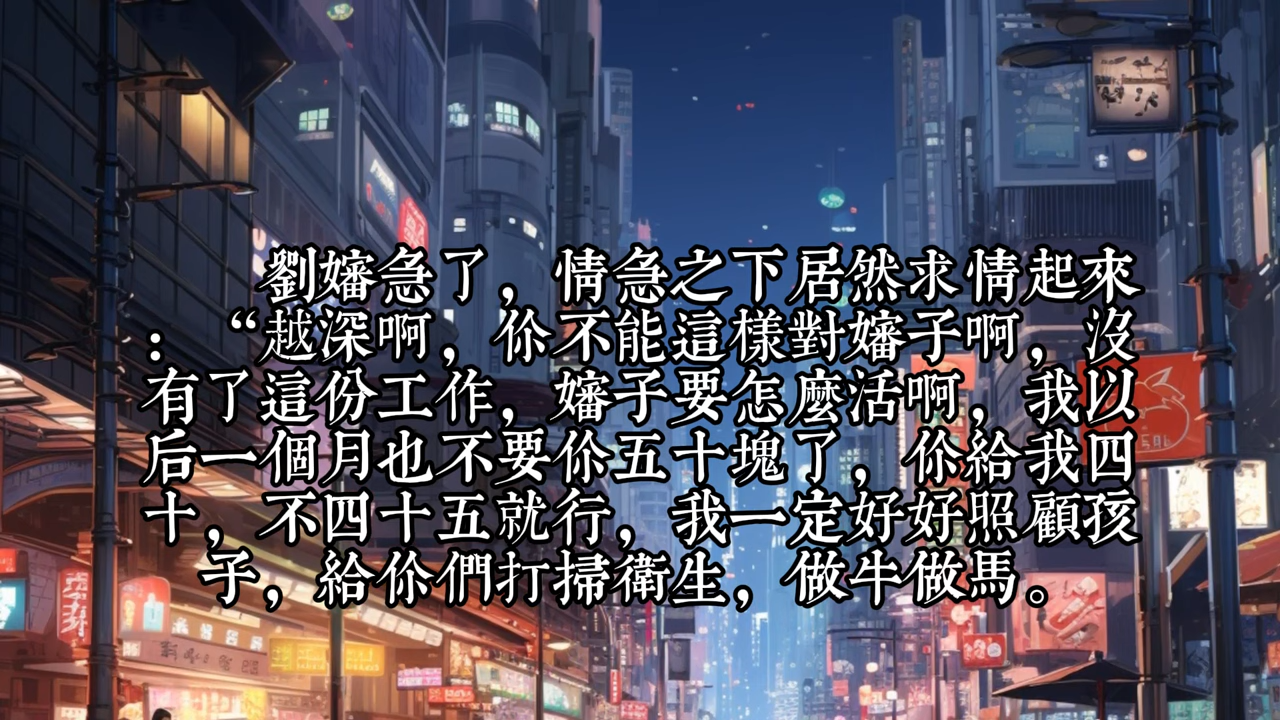 劉嬸急了，情急之下居然求情起來
：“越深啊，你不能這樣對嬸子啊，沒
有了這份工作，嬸子要怎麼活啊，我以
后一個月也不要你五十塊了，你給我四
十，不四十五就行，我一定好好照顧孩
子，給你們打掃衛生，做牛做馬。